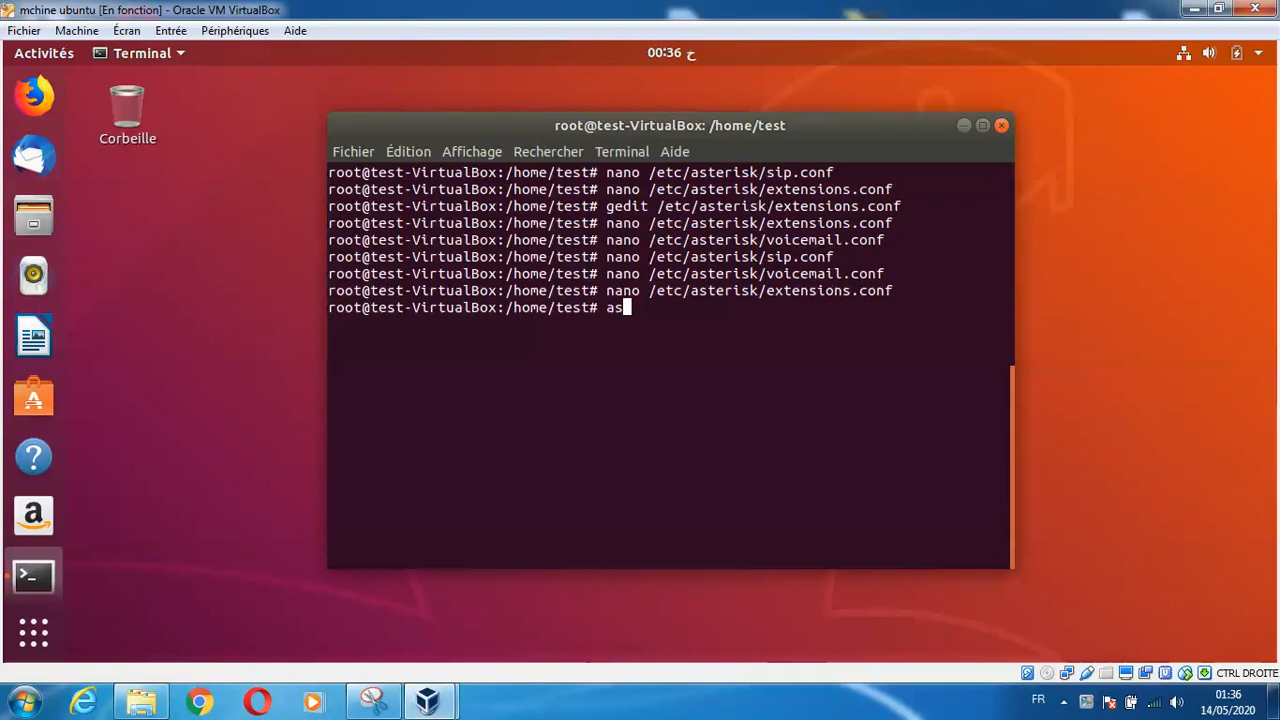 mchine ubuntu [En fonction] - Oracle VM VirtualBox
Fichier Machine Écran Entrée Périphériques Aide
Activités Terminal 00:36 خ
Corbeille
root@test-VirtualBox: /home/test
Fichier Édition Affichage Rechercher Terminal Aide
root@test-VirtualBox:/home/test# nano /etc/asterisk/sip.conf
root@test-VirtualBox:/home/test# nano /etc/asterisk/extensions.conf
root@test-VirtualBox:/home/test# gedit /etc/asterisk/extensions.conf
root@test-VirtualBox:/home/test# nano /etc/asterisk/extensions.conf
root@test-VirtualBox:/home/test# nano /etc/asterisk/voicemail.conf
root@test-VirtualBox:/home/test# nano /etc/asterisk/sip.conf
root@test-VirtualBox:/home/test# nano /etc/asterisk/voicemail.conf
root@test-VirtualBox:/home/test# nano /etc/asterisk/extensions.conf
root@test-VirtualBox:/home/test# as
CTRL DROITE
FR 01:36
14/05/2020